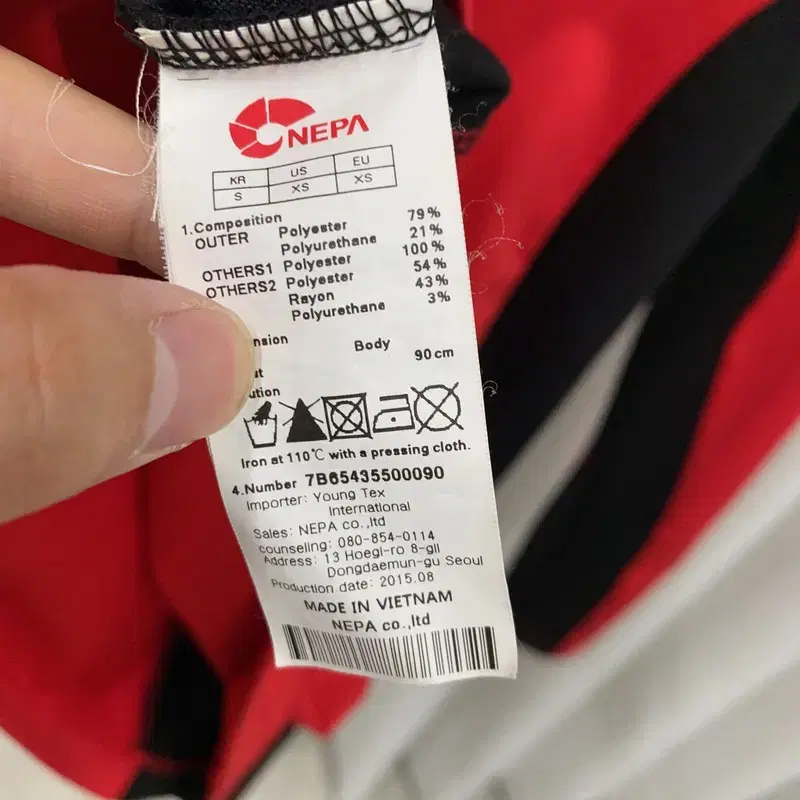 NEPA
KR US EU
S XS XS
1.Composition
OUTER Polyester 79%
Polyurethane 21%
OTHERS1 Polyester 100%
OTHERS2 Polyester 54%
Rayon 43%
Polyurethane 3%
nsion Body 90cm
ut
ution
Iron at 110℃ with a pressing cloth.
4.Number 7B65435500090
Importer: Young Tex
International
Sales: NEPA co.,ltd
counseling: 080-854-0114
Address: 13 Hoegi-ro 8-gil
Dongdaemun-gu Seoul
Production date: 2015.08
MADE IN VIETNAM
NEPA co.,ltd